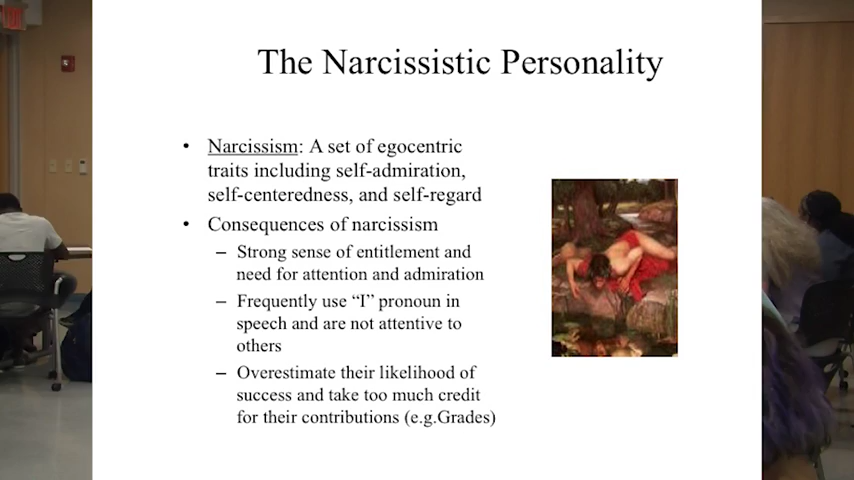 The Narcissistic Personality
• Narcissism: A set of egocentric
traits including self-admiration,
self-centeredness, and self-regard
• Consequences of narcissism
– Strong sense of entitlement and
need for attention and admiration
– Frequently use “I” pronoun in
speech and are not attentive to
others
– Overestimate their likelihood of
success and take too much credit
for their contributions (e.g.Grades)